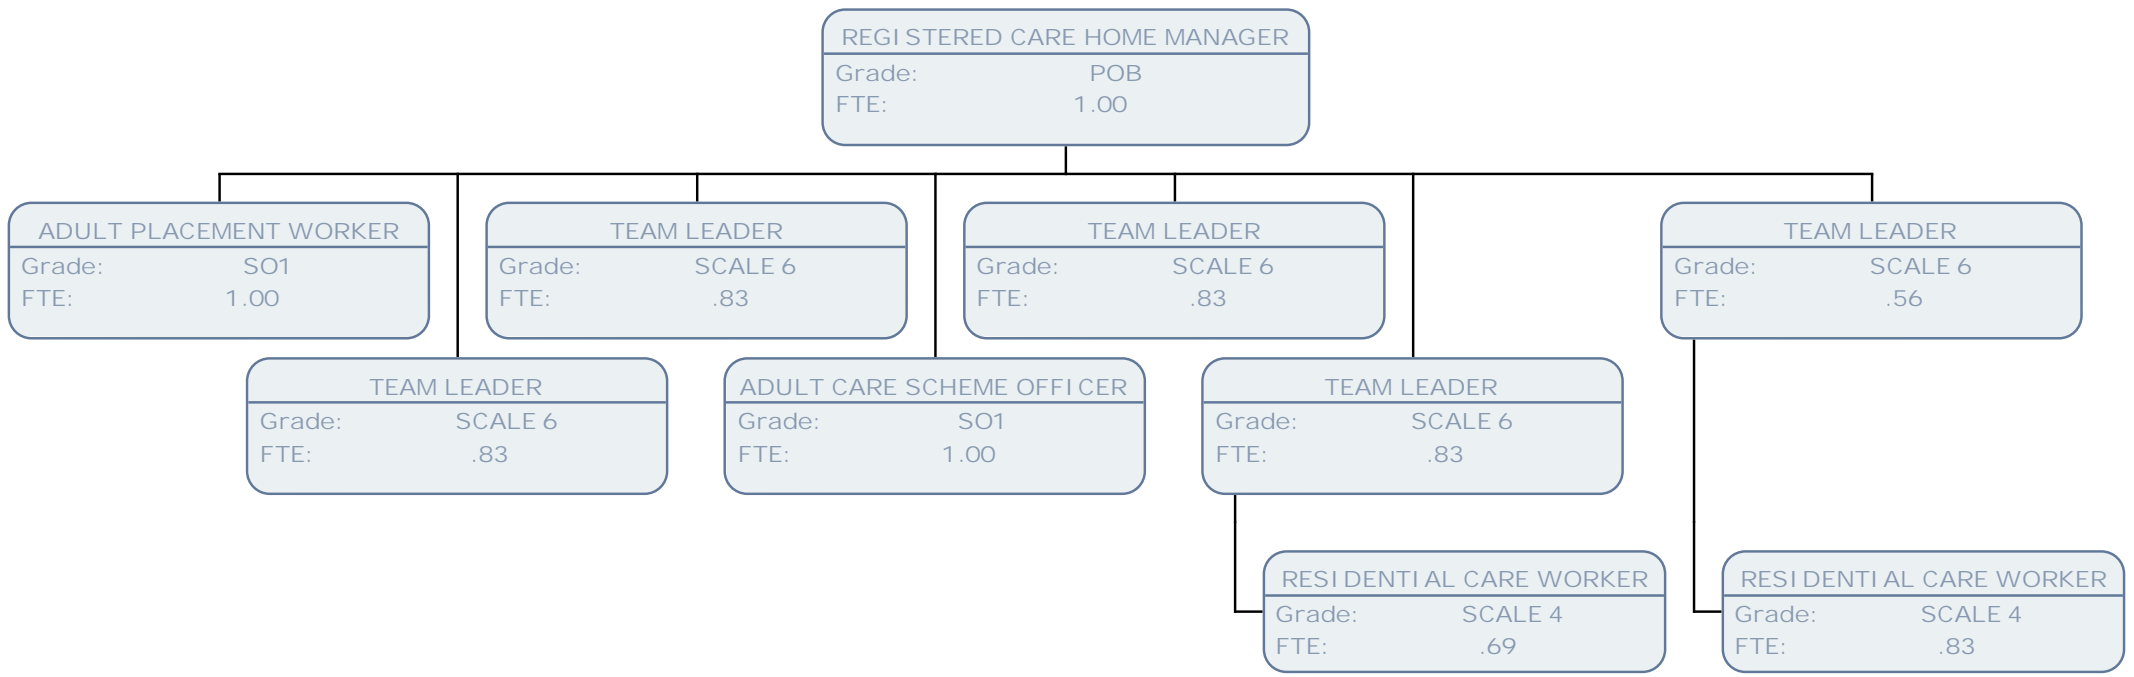 REGISTERED CARE HOME MANAGER
Grade: POB
FTE: 1.00
ADULT PLACEMENT WORKER
Grade: SO1
FTE: 1.00
TEAM LEADER
Grade: SCALE 6
FTE: .83
TEAM LEADER
Grade: SCALE 6
FTE: .83
TEAM LEADER
Grade: SCALE 6
FTE: .56
TEAM LEADER
Grade: SCALE 6
FTE: .83
ADULT CARE SCHEME OFFICER
Grade: SO1
FTE: 1.00
TEAM LEADER
Grade: SCALE 6
FTE: .83
RESIDENTIAL CARE WORKER
Grade: SCALE 4
FTE: .69
RESIDENTIAL CARE WORKER
Grade: SCALE 4
FTE: .83